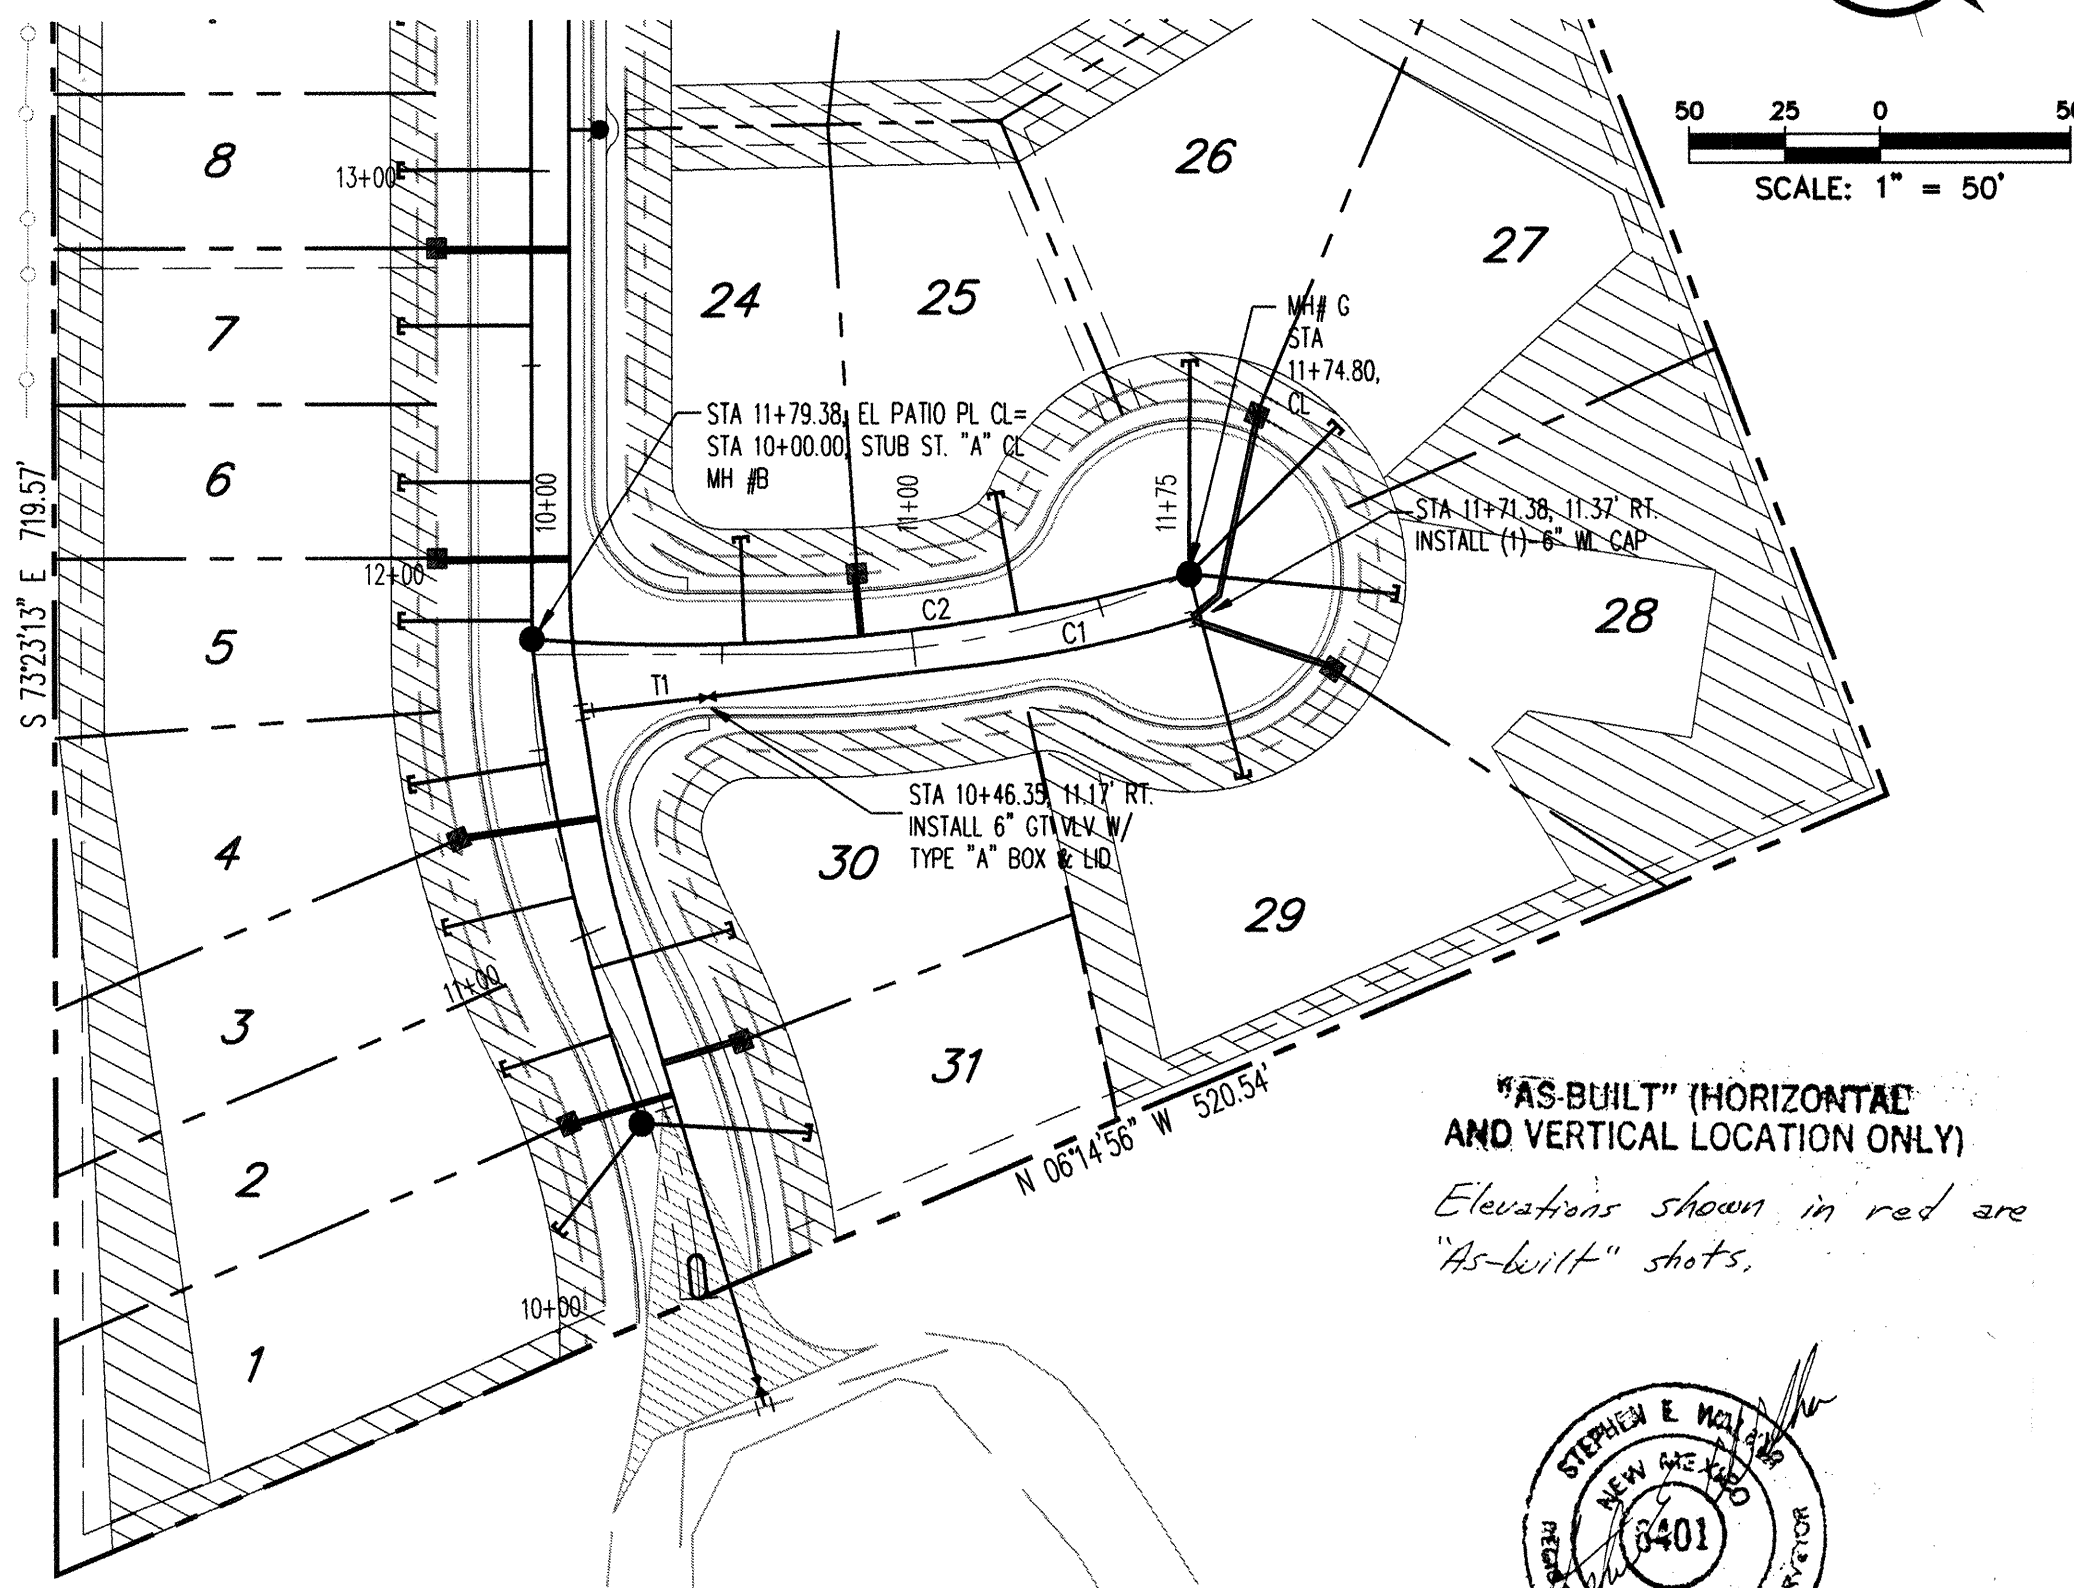 50 25 0
SCALE: 1" = 50'
8
13+00
7
6
12+00
5
4
3
11+00
2
1
10+00
S 73°23'13" E 719.57'
24
25
26
27
28
29
30
31
MH# G
STA
11+74.80,
CL
STA 11+79.38, EL PATIO PL CL=
STA 10+00.00, STUB ST. "A" CL
MH #B
10+00
11+00
11+75
STA 11+71.38, 11.37' RT.
INSTALL (1)-6" WL CAP
C2
C1
T1
STA 10+46.35, 11.17' RT.
INSTALL 6" GT VLV W/
TYPE "A" BOX & LID
N 06°14'56" W 520.54'
"AS-BUILT" (HORIZONTAL
AND VERTICAL LOCATION ONLY)
Elevations shown in red are
"As-built" shots.
STEPHEN E.
NEW MEXICO
6401